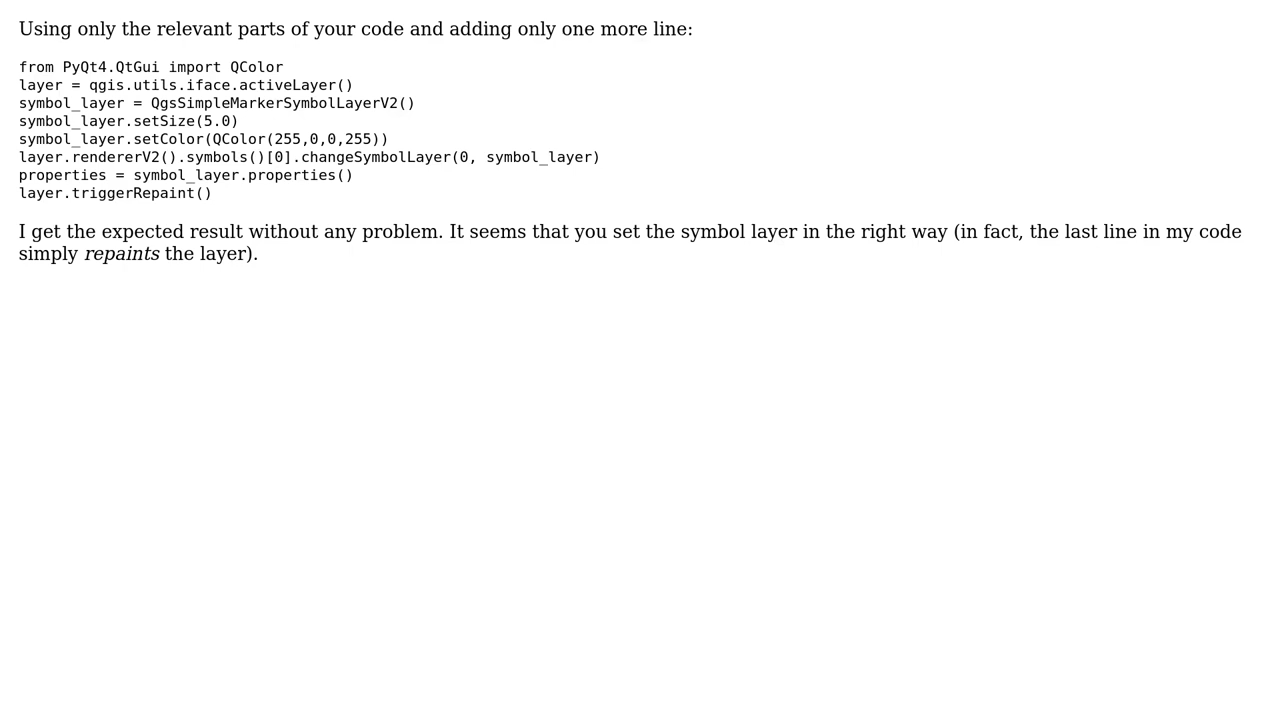 Using only the relevant parts of your code and adding only one more line:
from PyQt4.QtGui import QColor
layer = qgis.utils.iface.activeLayer()
symbol_layer = QgsSimpleMarkerSymbolLayerV2()
symbol_layer.setSize(5.0)
symbol_layer.setColor(QColor(255,0,0,255))
layer.rendererV2().symbols()[0].changeSymbolLayer(0, symbol_layer)
properties = symbol_layer.properties()
layer.triggerRepaint()
I get the expected result without any problem. It seems that you set the symbol layer in the right way (in fact, the last line in my code
simply repaints the layer).